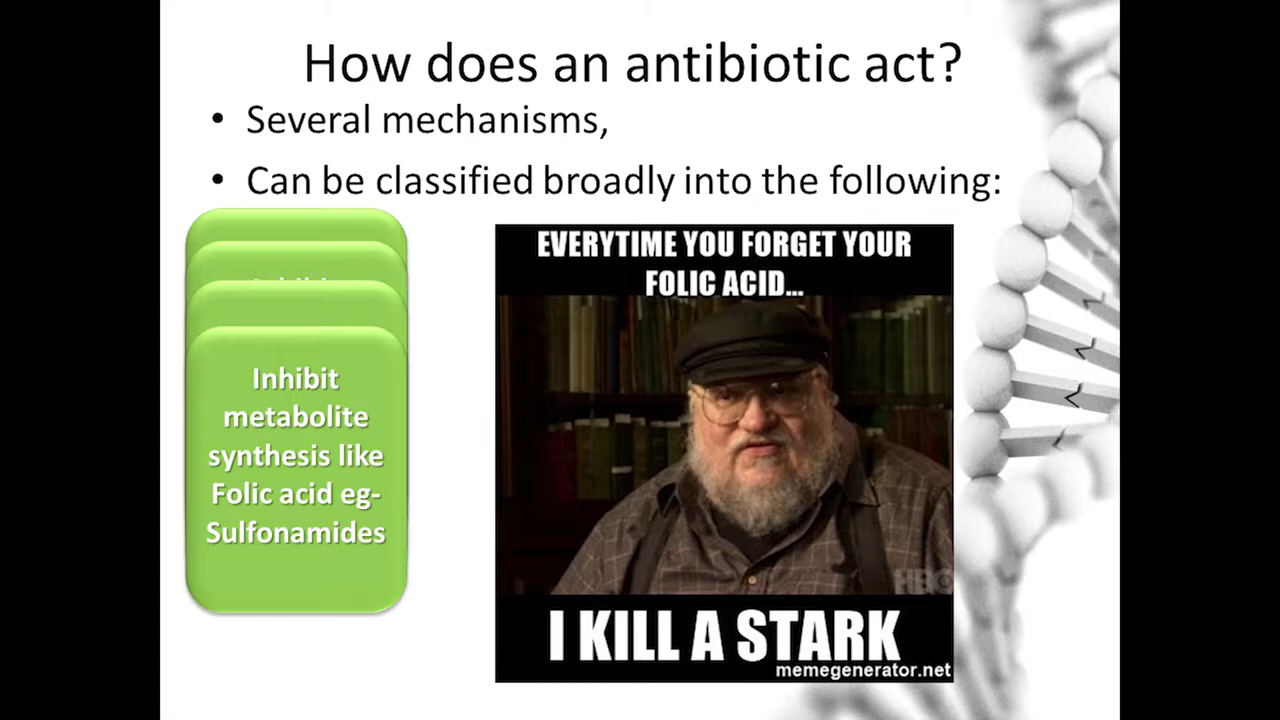 How does an antibiotic act?
• Several mechanisms,
• Can be classified broadly into the following:
Inhibit
metabolite
synthesis like
Folic acid eg-
Sulfonamides
EVERYTIME YOU FORGET YOUR
FOLIC ACID...
HBO
I KILL A STARK
memegenerator.net